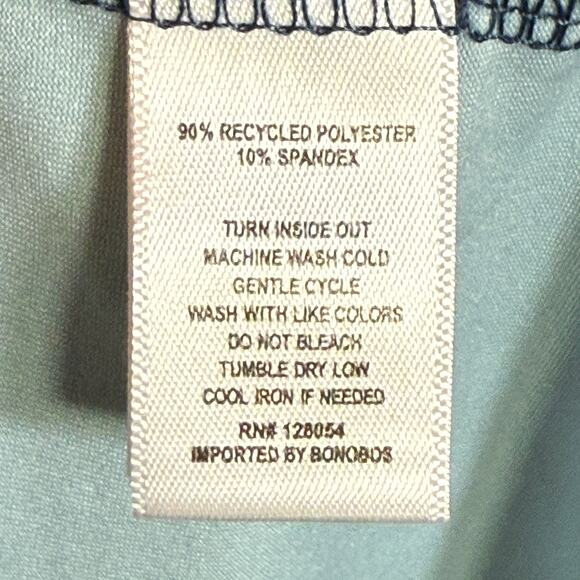 90% RECYCLED POLYESTER
10% SPANDEX
TURN INSIDE OUT
MACHINE WASH COLD
GENTLE CYCLE
WASH WITH LIKE COLORS
DO NOT BLEACH
TUMBLE DRY LOW
COOL IRON IF NEEDED
RN# 128054
IMPORTED BY BONOBOS